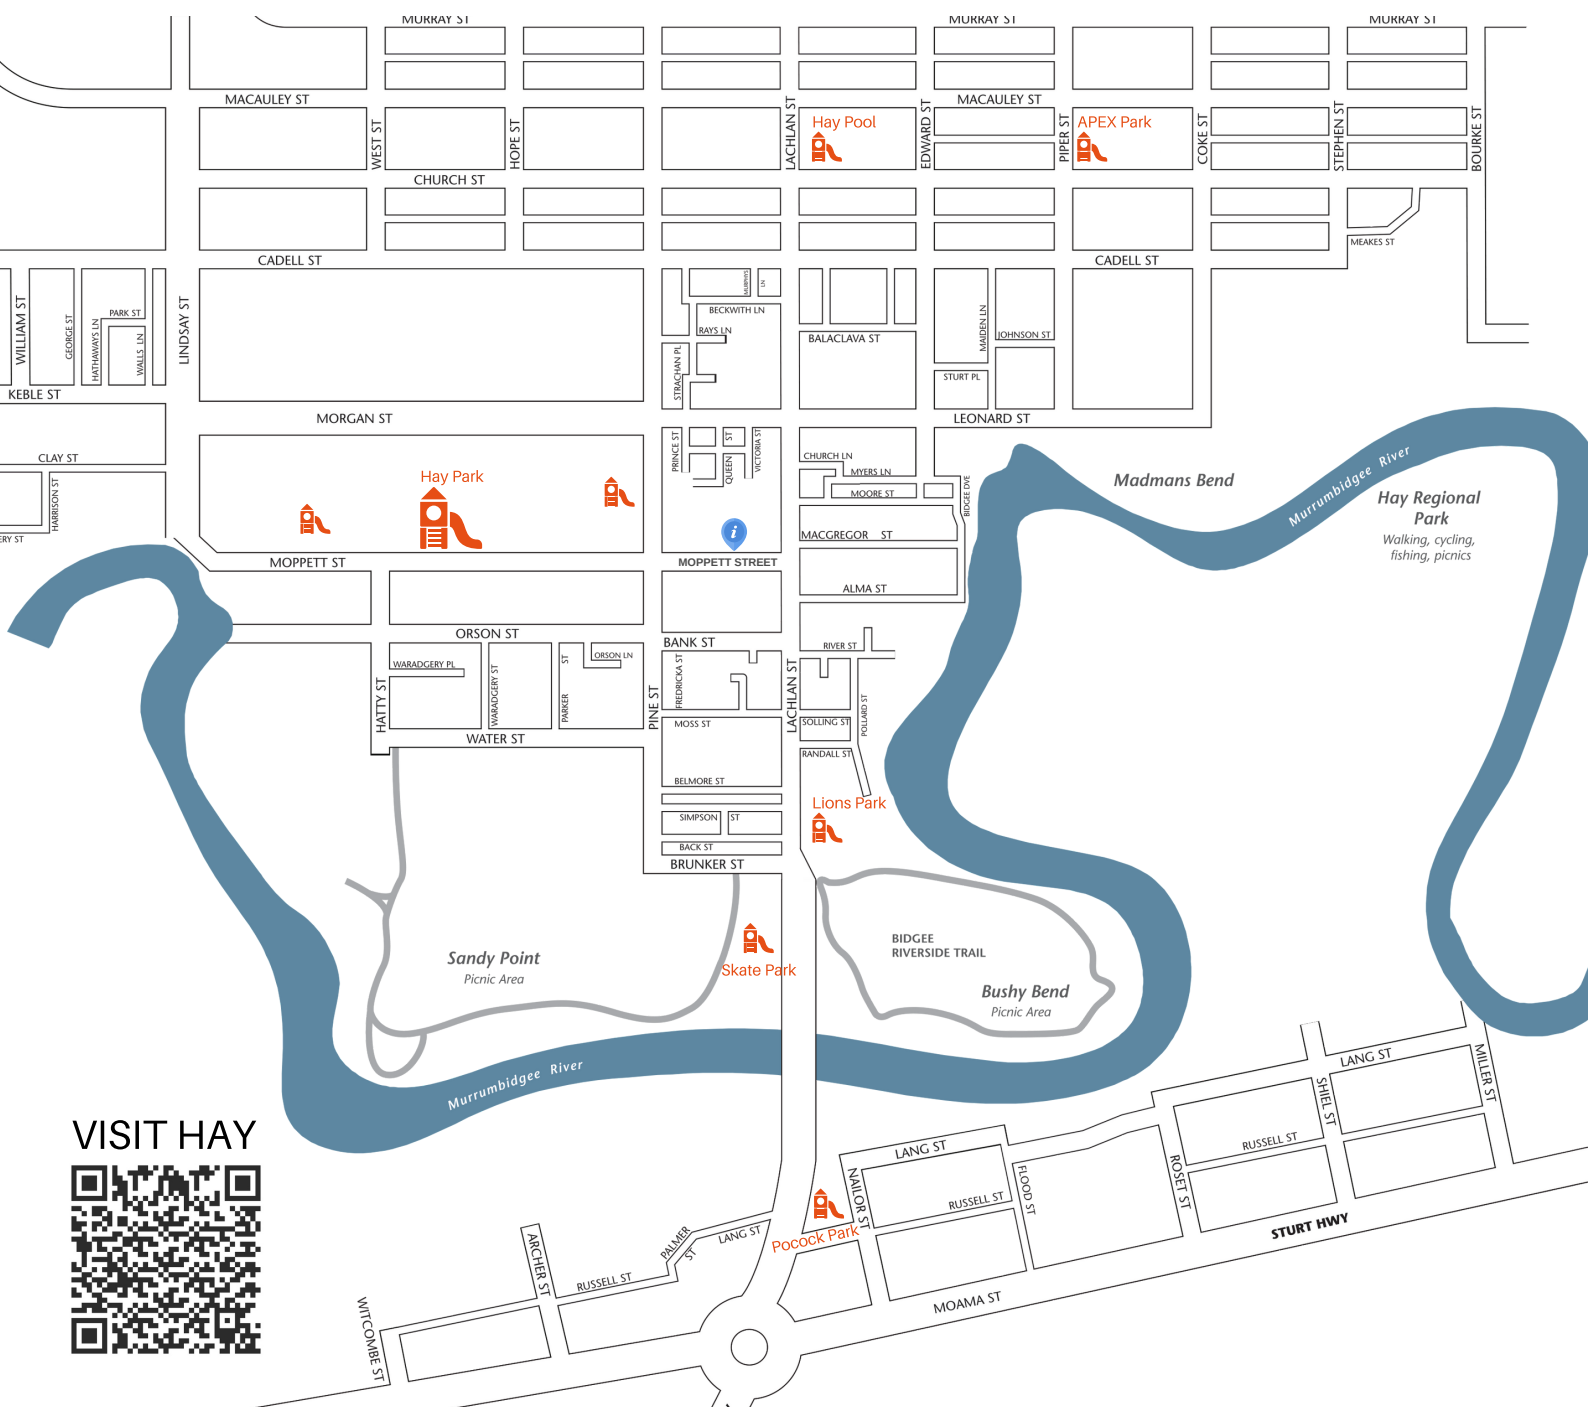 MURRAY ST
MURRAY ST
MURRAY ST
MACAULEY ST
MACAULEY ST
WEST ST
HOPE ST
LACHLAN ST
Hay Pool
EDWARD ST
PIPER ST
APEX Park
COKE ST
STEPHEN ST
BOURKE ST
CHURCH ST
MEAKES ST
CADELL ST
CADELL ST
WILLIAM ST
GEORGE ST
HATHAWAYS LN
PARK ST
WALLS LN
LINDSAY ST
MURPHYS
LN
BECKWITH LN
RAYS LN
STRACHAN PL
BALACLAVA ST
MAIDEN LN
JOHNSON ST
STURT PL
KEBLE ST
MORGAN ST
LEONARD ST
CLAY ST
HARRISON ST
ERY ST
Hay Park
PRINCE ST
QUEEN
ST
VICTORIA ST
CHURCH LN
MYERS LN
MOORE ST
BIDGEE DVE
MACGREGOR ST
i
Madmans Bend
Murrumbidgee River
Hay Regional
Park
Walking, cycling,
fishing, picnics
MOPPETT ST
MOPPETT STREET
ALMA ST
ORSON ST
BANK ST
RIVER ST
WARADGERY PL
ORSON LN
HATTY ST
WARADGERY ST
PARKER
ST
PINE ST
FREDRICKA ST
LACHLAN ST
POLLARD ST
MOSS ST
SOLLING ST
WATER ST
RANDALL ST
BELMORE ST
Lions Park
SIMPSON
ST
BACK ST
BRUNKER ST
Sandy Point
Picnic Area
Skate Park
BIDGEE
RIVERSIDE TRAIL
Bushy Bend
Picnic Area
Murrumbidgee River
LANG ST
MILLER ST
SHIEL ST
RUSSELL ST
ROSET ST
STURT HWY
VISIT HAY
LANG ST
NAILOR ST
FLOOD ST
RUSSELL ST
Pocock Park
PALMER
ST
LANG ST
ARCHER ST
RUSSELL ST
WITCOMBE ST
MOAMA ST